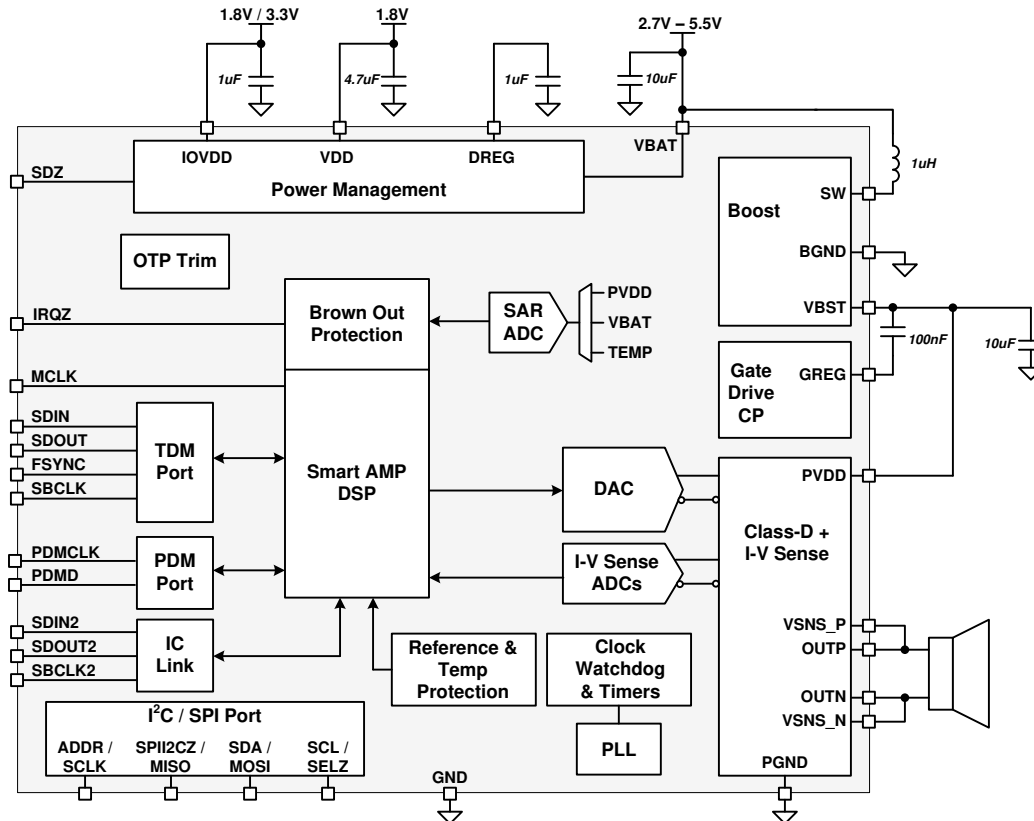 1.8V / 3.3V
1.8V
2.7V – 5.5V
1uF
4.7uF
1uF
10uF
IOVDD
VDD
DREG
VBAT
Power Management
SDZ
1uH
Boost
SW
BGND
VBST
OTP Trim
IRQZ
Brown Out
Protection
SAR
ADC
PVDD
VBAT
TEMP
100nF
10uF
MCLK
Gate
Drive
CP
GREG
SDIN
SDOUT
FSYNC
SBCLK
TDM
Port
Smart AMP
DSP
DAC
PVDD
Class-D +
I-V Sense
PDMCLK
PDMD
PDM
Port
I-V Sense
ADCs
SDIN2
SDOUT2
SBCLK2
IC
Link
Reference &
Temp
Protection
Clock
Watchdog
& Timers
VSNS_P
OUTP
OUTN
VSNS_N
I2C / SPI Port
ADDR /
SCLK
SPII2CZ /
MISO
SDA /
MOSI
SCL /
SELZ
PLL
GND
PGND